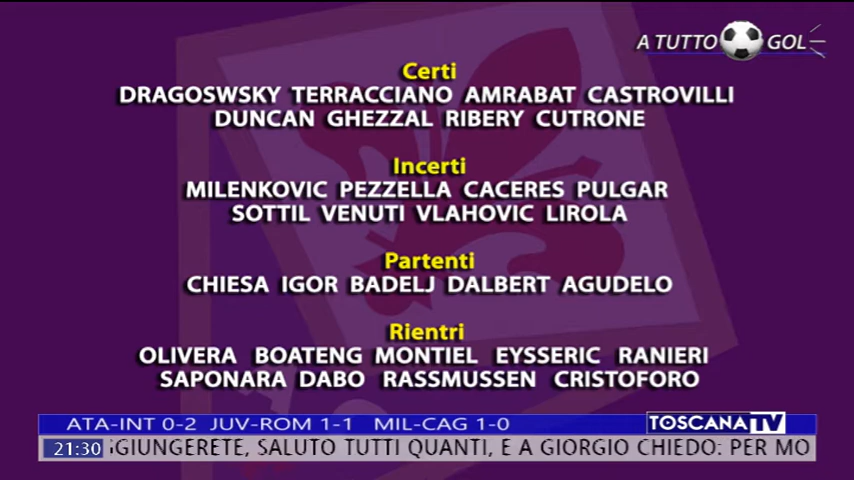 A TUTTO GOL
Certi
DRAGOSWSKY TERRACCIANO AMRABAT CASTROVILLI
DUNCAN GHEZZAL RIBERY CUTRONE
Incerti
MILENKOVIC PEZZELLA CACERES PULGAR
SOTTIL VENUTI VLAHOVIC LIROLA
Partenti
CHIESA IGOR BADELJ DALBERT AGUDELO
Rientri
OLIVERA BOATENG MONTIEL EYSSERIC RANIERI
SAPONARA DABO RASSMUSSEN CRISTOFORO
ATA-INT 0-2 JUV-ROM 1-1 MIL-CAG 1-0
TOSCANA TV
21:30 GIUNGERETE, SALUTO TUTTI QUANTI, E A GIORGIO CHIEDO: PER MO